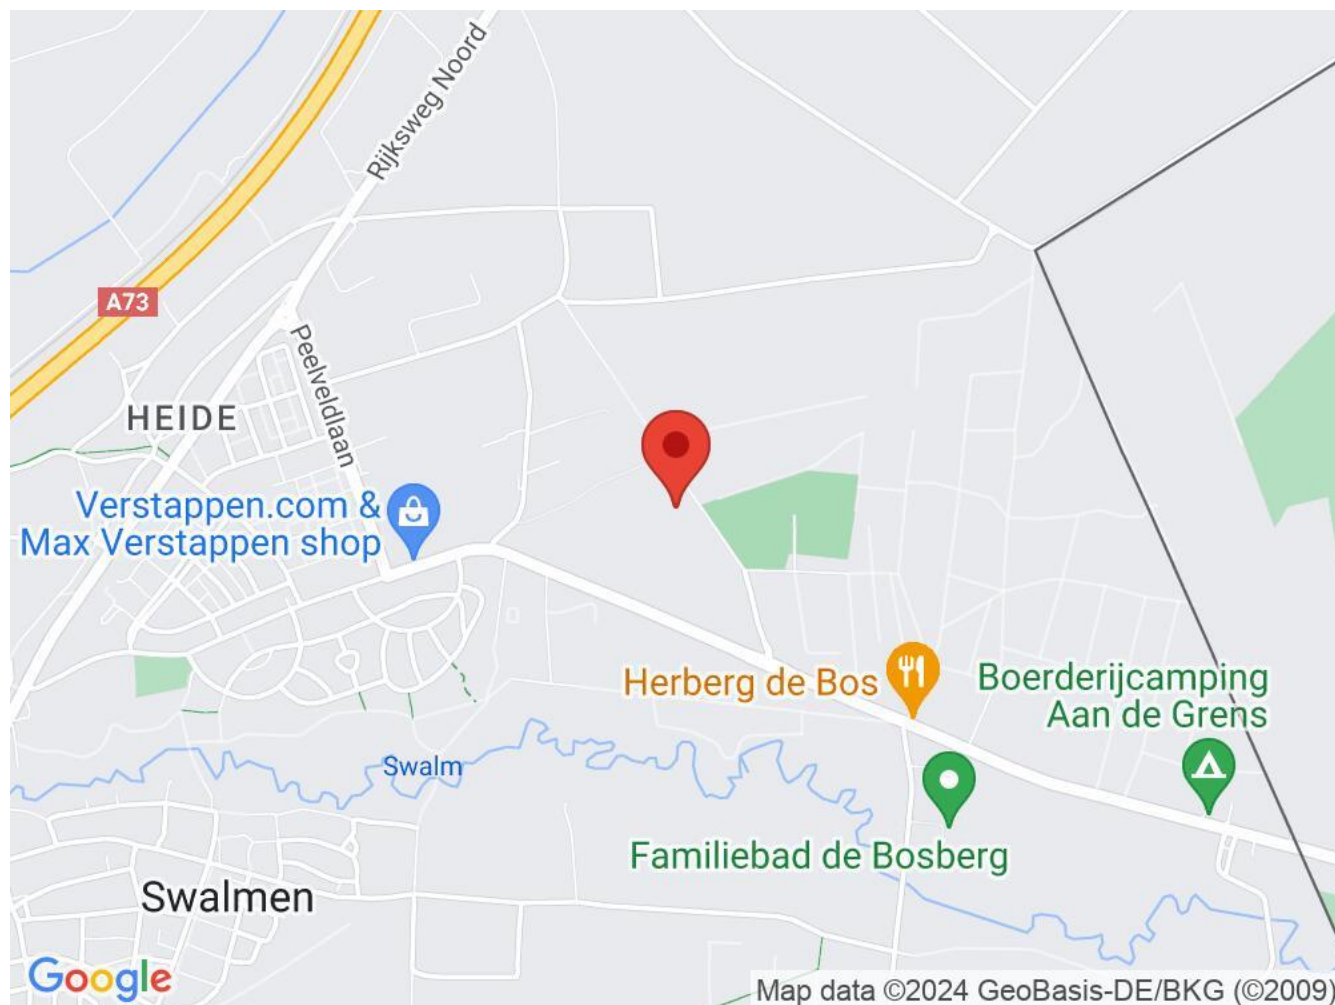 Rijksweg Noord
A73
Peelveldlaan
HEIDE
Verstappen.com &
Max Verstappen shop
Herberg de Bos
Boerderijcamping
Aan de Grens
Swalm
Familiebad de Bosberg
Swalmen
Google
Map data ©2024 GeoBasis-DE/BKG (©2009)